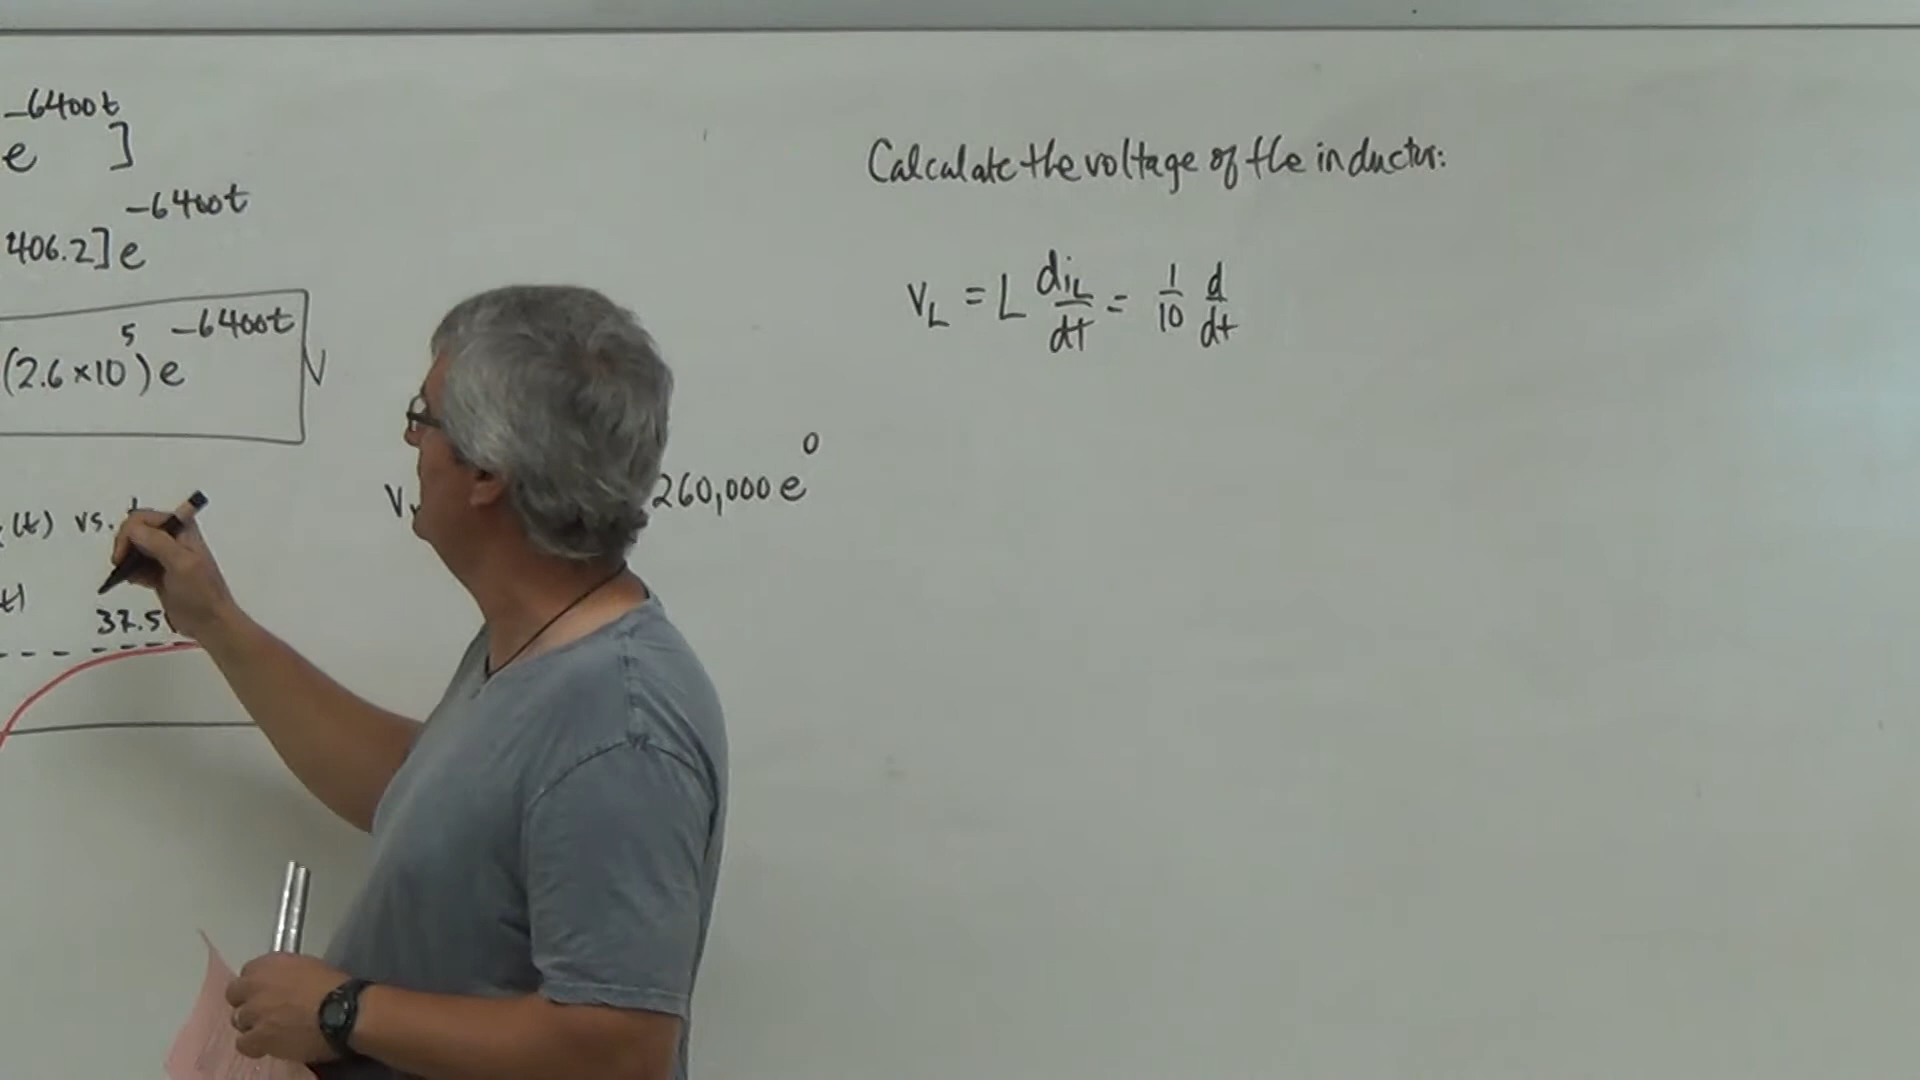 -6400t
e ]
-6400t
406.2] e
5 -6400t
(2.6×10 ) e V
(t) vs. t
t)
37.5
V
0
260,000 e
Calculate the voltage of the inductor:
V_L = L di_L/dt = 1/10 d/dt